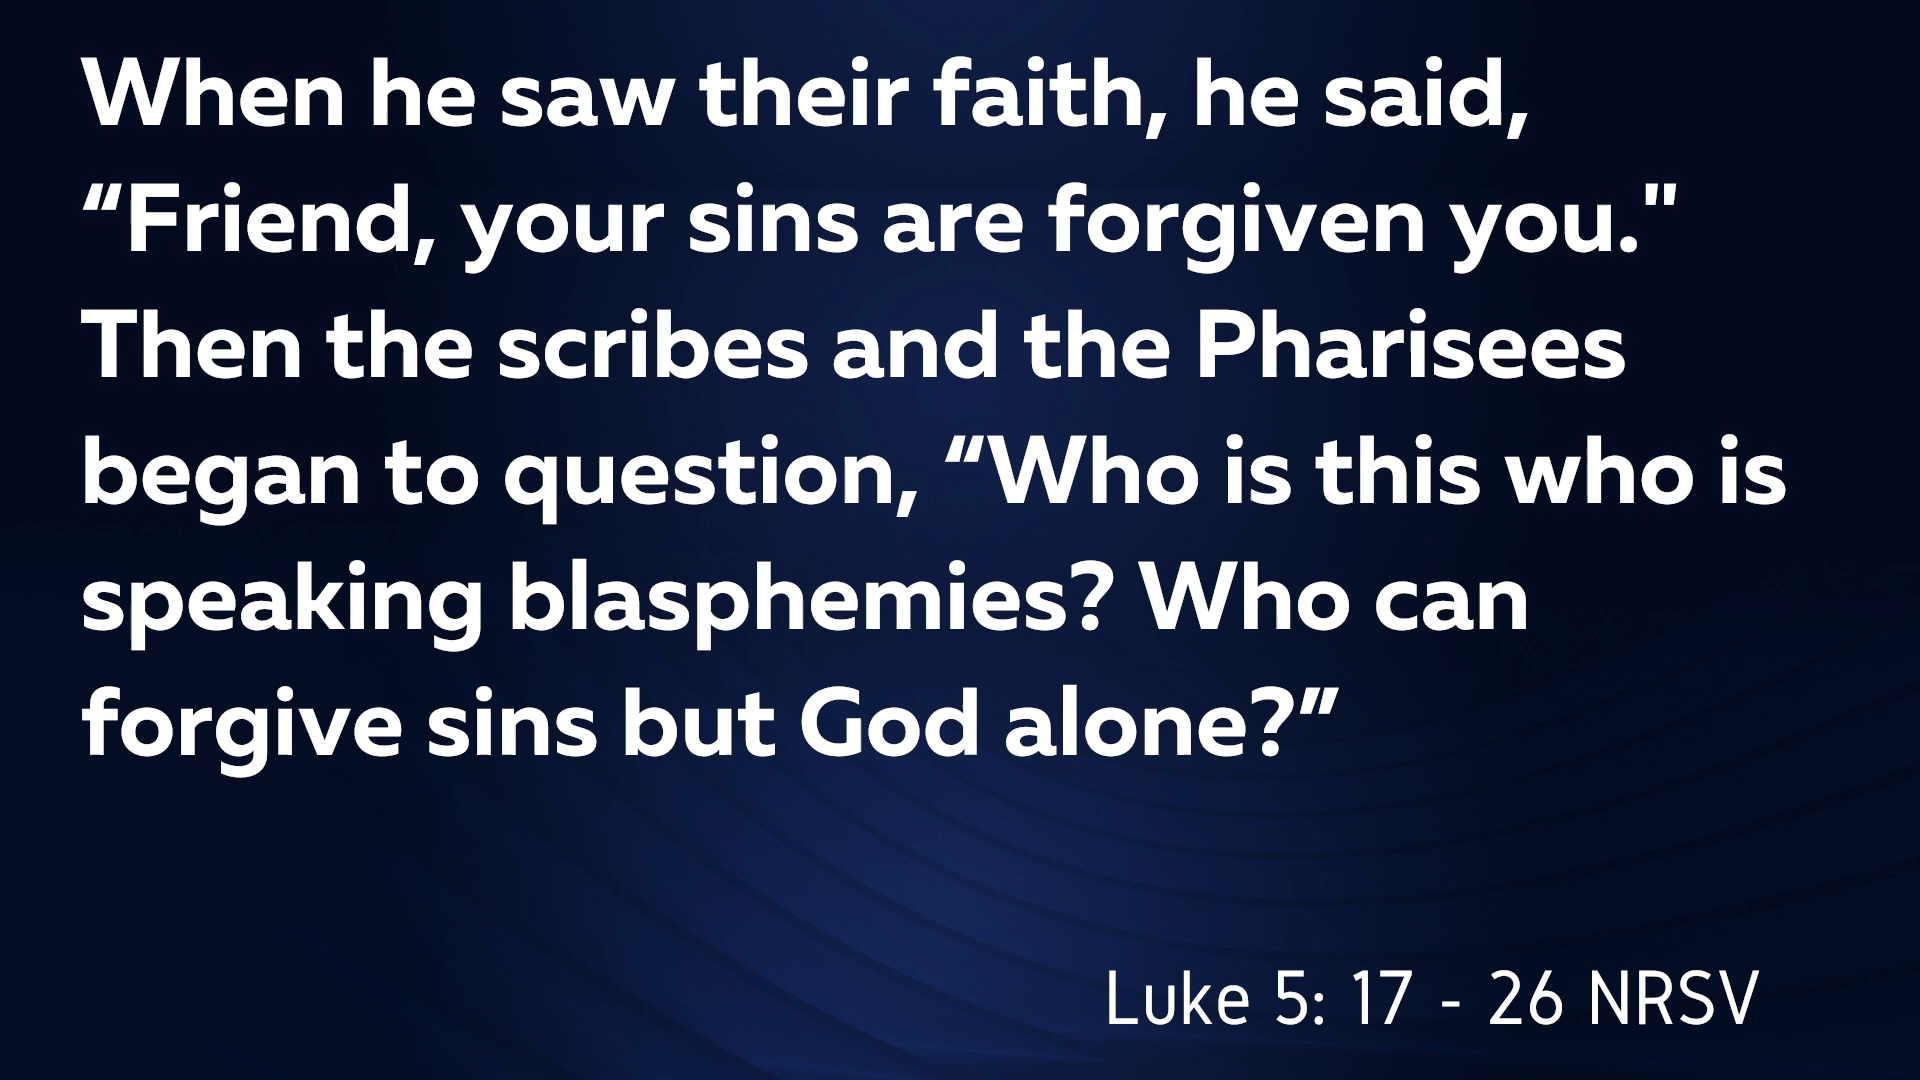 When he saw their faith, he said,
“Friend, your sins are forgiven you."
Then the scribes and the Pharisees
began to question, “Who is this who is
speaking blasphemies? Who can
forgive sins but God alone?”
Luke 5: 17 - 26 NRSV